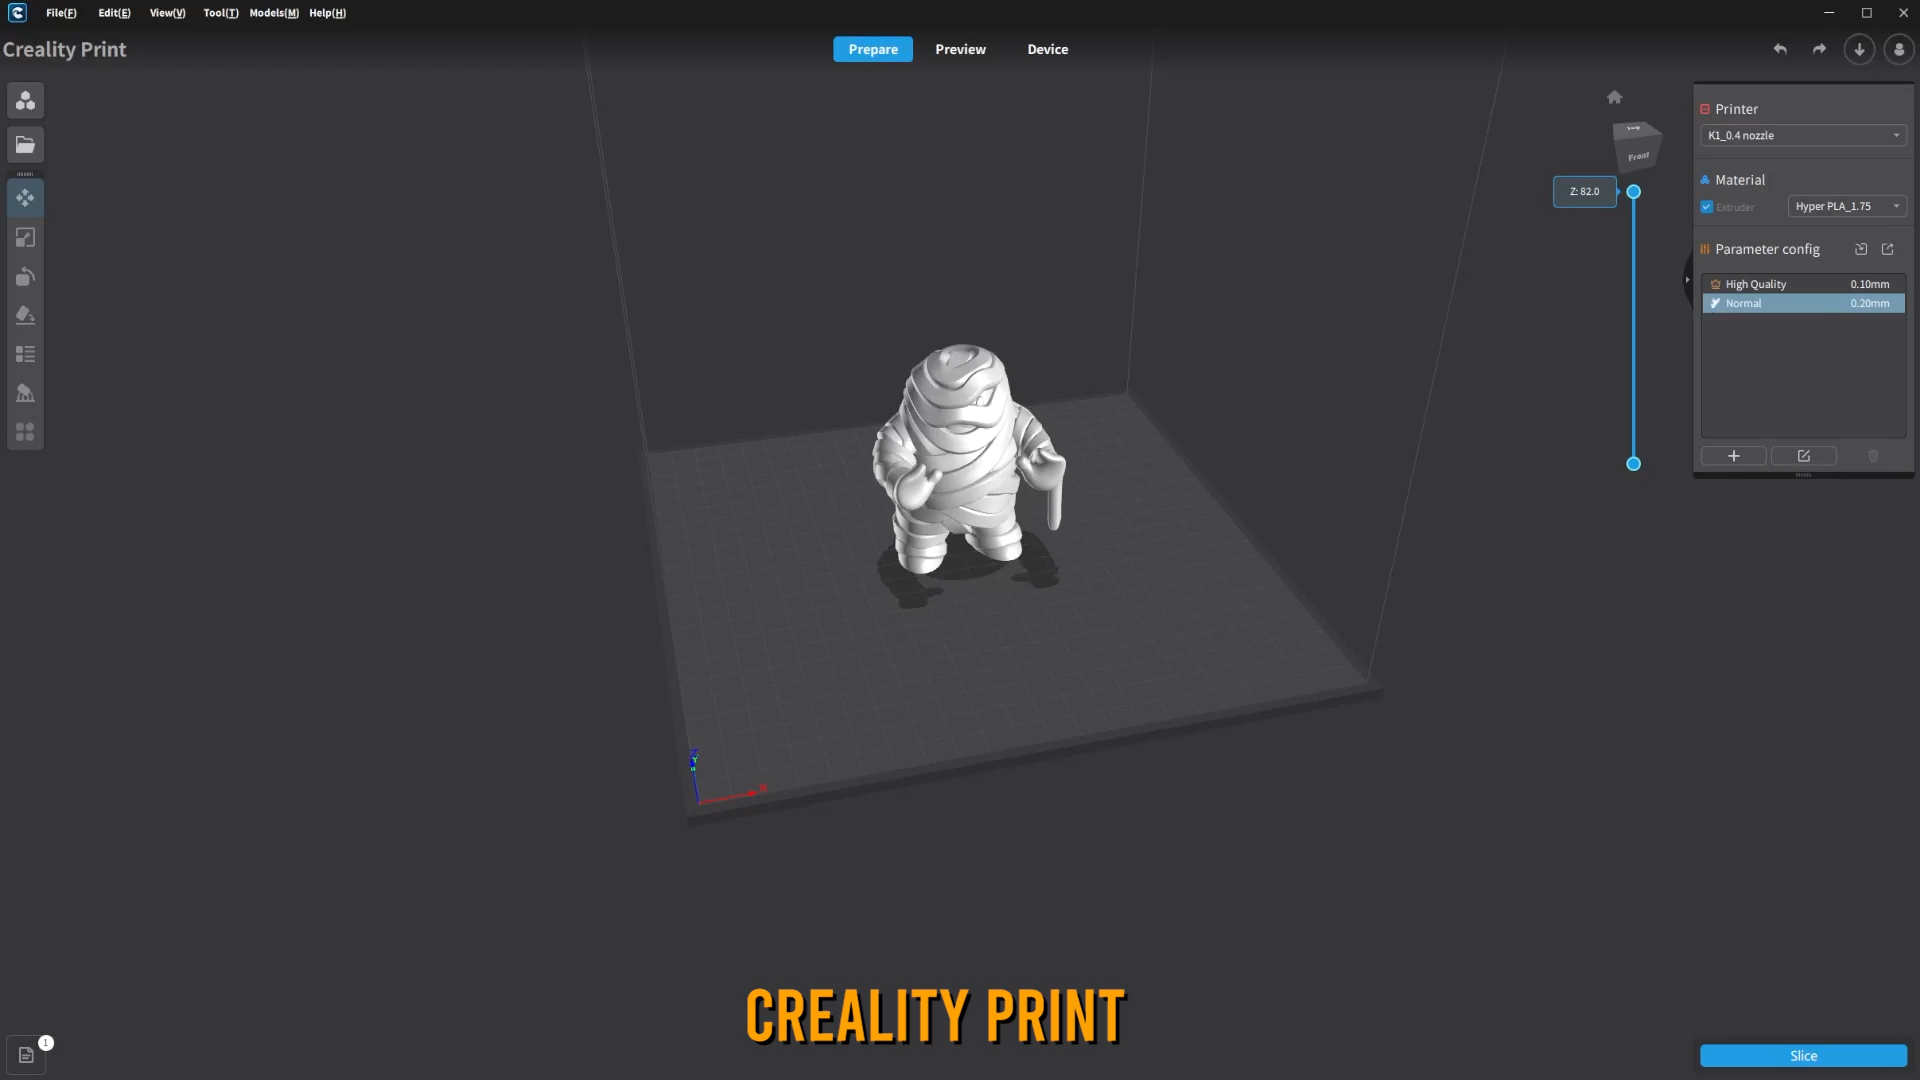 File(F) Edit(E) View(V) Tool(T) Models(M) Help(H)
Creality Print
Prepare Preview Device
Front
Z: 82.0
Printer
K1_0.4 nozzle
Material
Extruder
Hyper PLA_1.75
Parameter config
High Quality 0.10mm
Normal 0.20mm
Z
Y
CREALITY PRINT
1
Slice